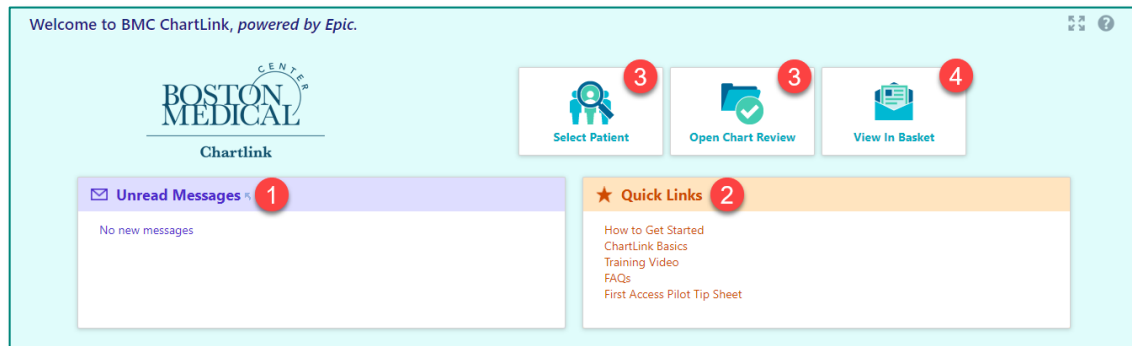 Welcome to BMC ChartLink, powered by Epic.
CENTER
BOSTON
MEDICAL
Chartlink
3
Select Patient
3
Open Chart Review
4
View In Basket
Unread Messages 1
No new messages
Quick Links 2
How to Get Started
ChartLink Basics
Training Video
FAQs
First Access Pilot Tip Sheet